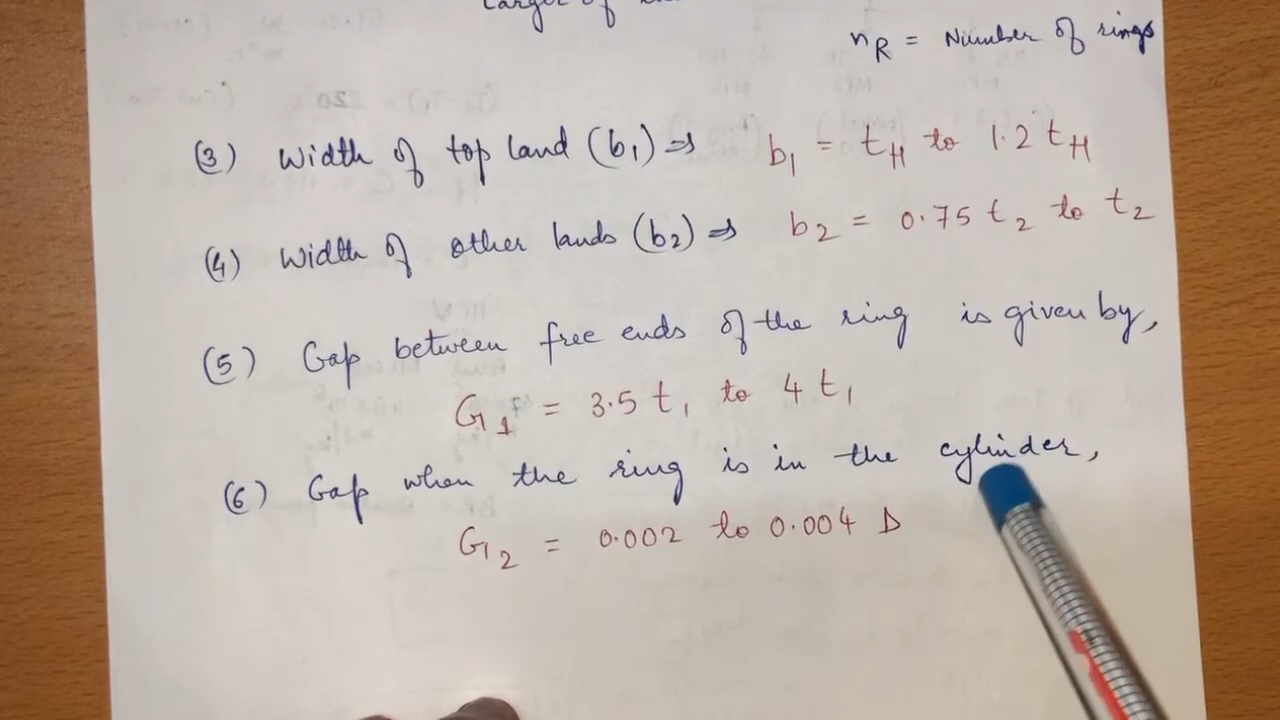 Larger of
nR = Number of rings
(3) Width of top land (b1) ⇒ b1 = tH to 1.2 tH
(4) Width of other lands (b2) ⇒ b2 = 0.75 t2 to t2
(5) Gap between free ends of the ring is given by,
G1 = 3.5 t1 to 4 t1
(6) Gap when the ring is in the cylinder,
G2 = 0.002 to 0.004 D